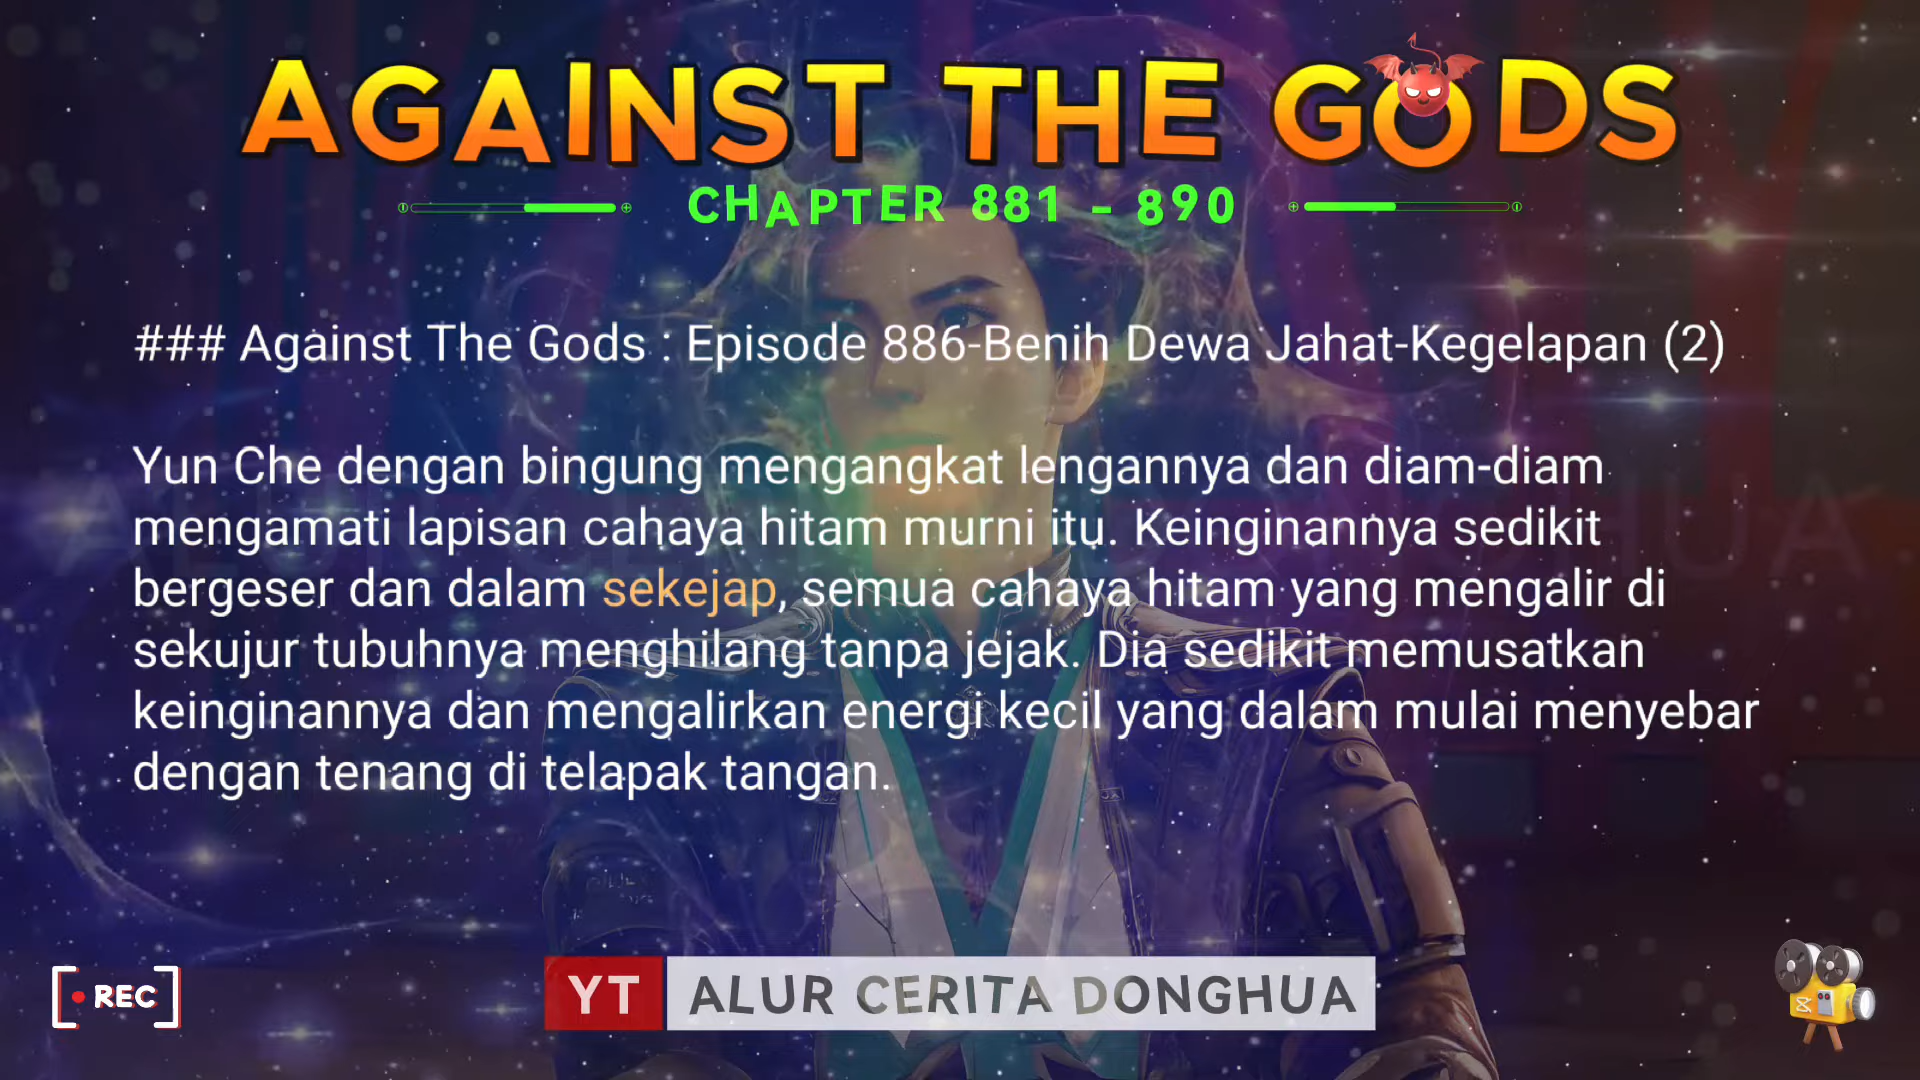 AGAINST THE GODS
CHAPTER 881 - 890
### Against The Gods : Episode 886-Benih Dewa Jahat-Kegelapan (2)
Yun Che dengan bingung mengangkat lengannya dan diam-diam
mengamati lapisan cahaya hitam murni itu. Keinginannya sedikit
bergeser dan dalam sekejap, semua cahaya hitam yang mengalir di
sekujur tubuhnya menghilang tanpa jejak. Dia sedikit memusatkan
keinginannya dan mengalirkan energi kecil yang dalam mulai menyebar
dengan tenang di telapak tangan.
REC
YT ALUR CERITA DONGHUA